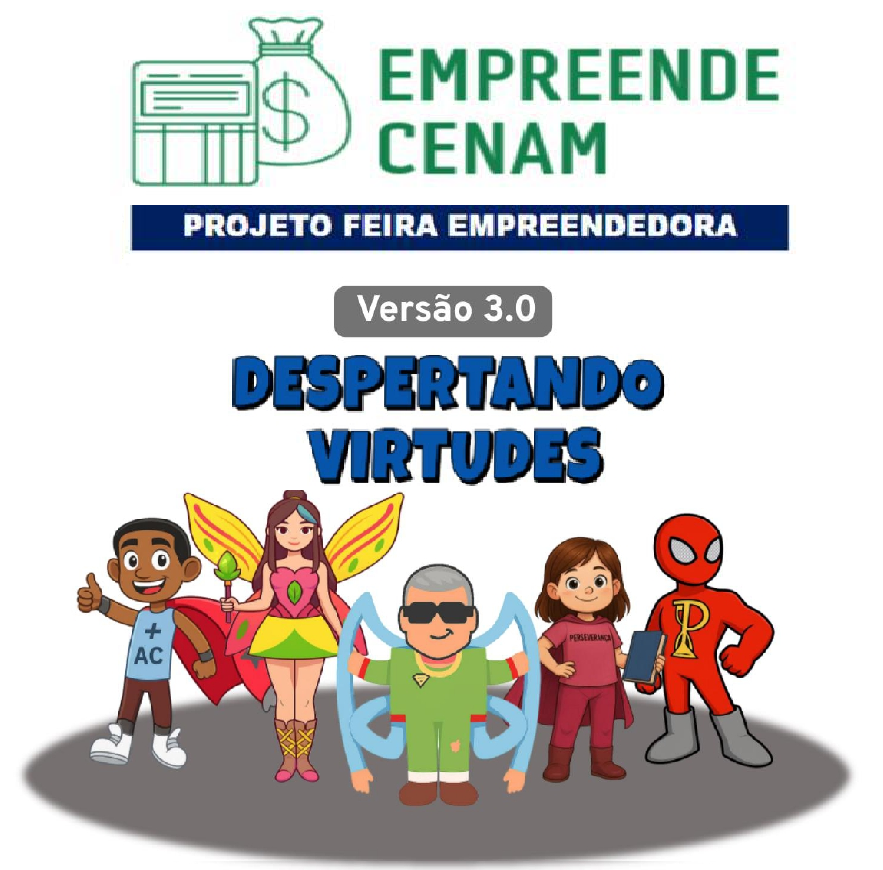 EMPREENDE
CENAM
PROJETO FEIRA EMPREENDEDORA
Versão 3.0
DESPERTANDO
VIRTUDES
+
AC
PERSEVERANÇA
P